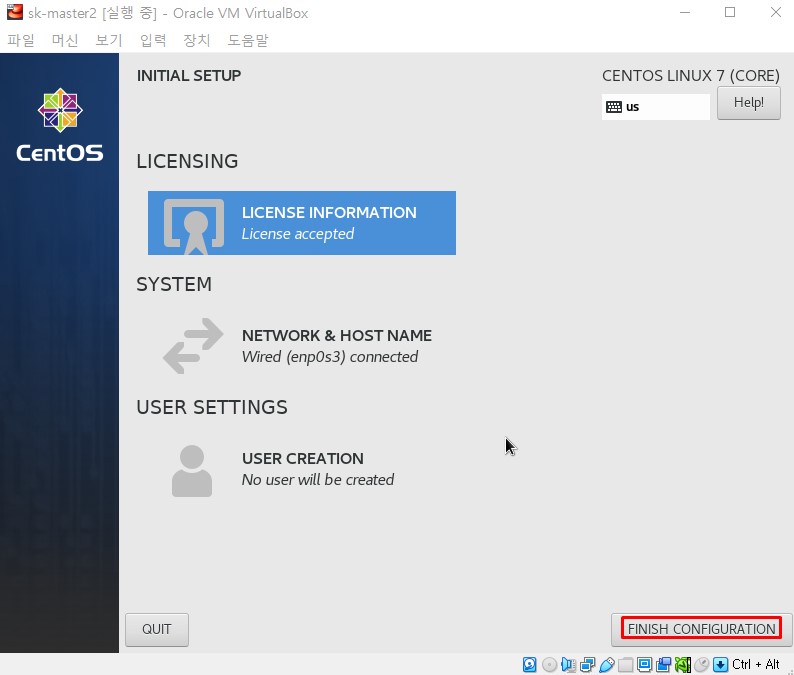 sk-master2 [실행 중] - Oracle VM VirtualBox
파일 머신 보기 입력 장치 도움말
INITIAL SETUP
CENTOS LINUX 7 (CORE)
us
Help!
CentOS
LICENSING
LICENSE INFORMATION
License accepted
SYSTEM
NETWORK & HOST NAME
Wired (enp0s3) connected
USER SETTINGS
USER CREATION
No user will be created
QUIT
FINISH CONFIGURATION
Ctrl + Alt